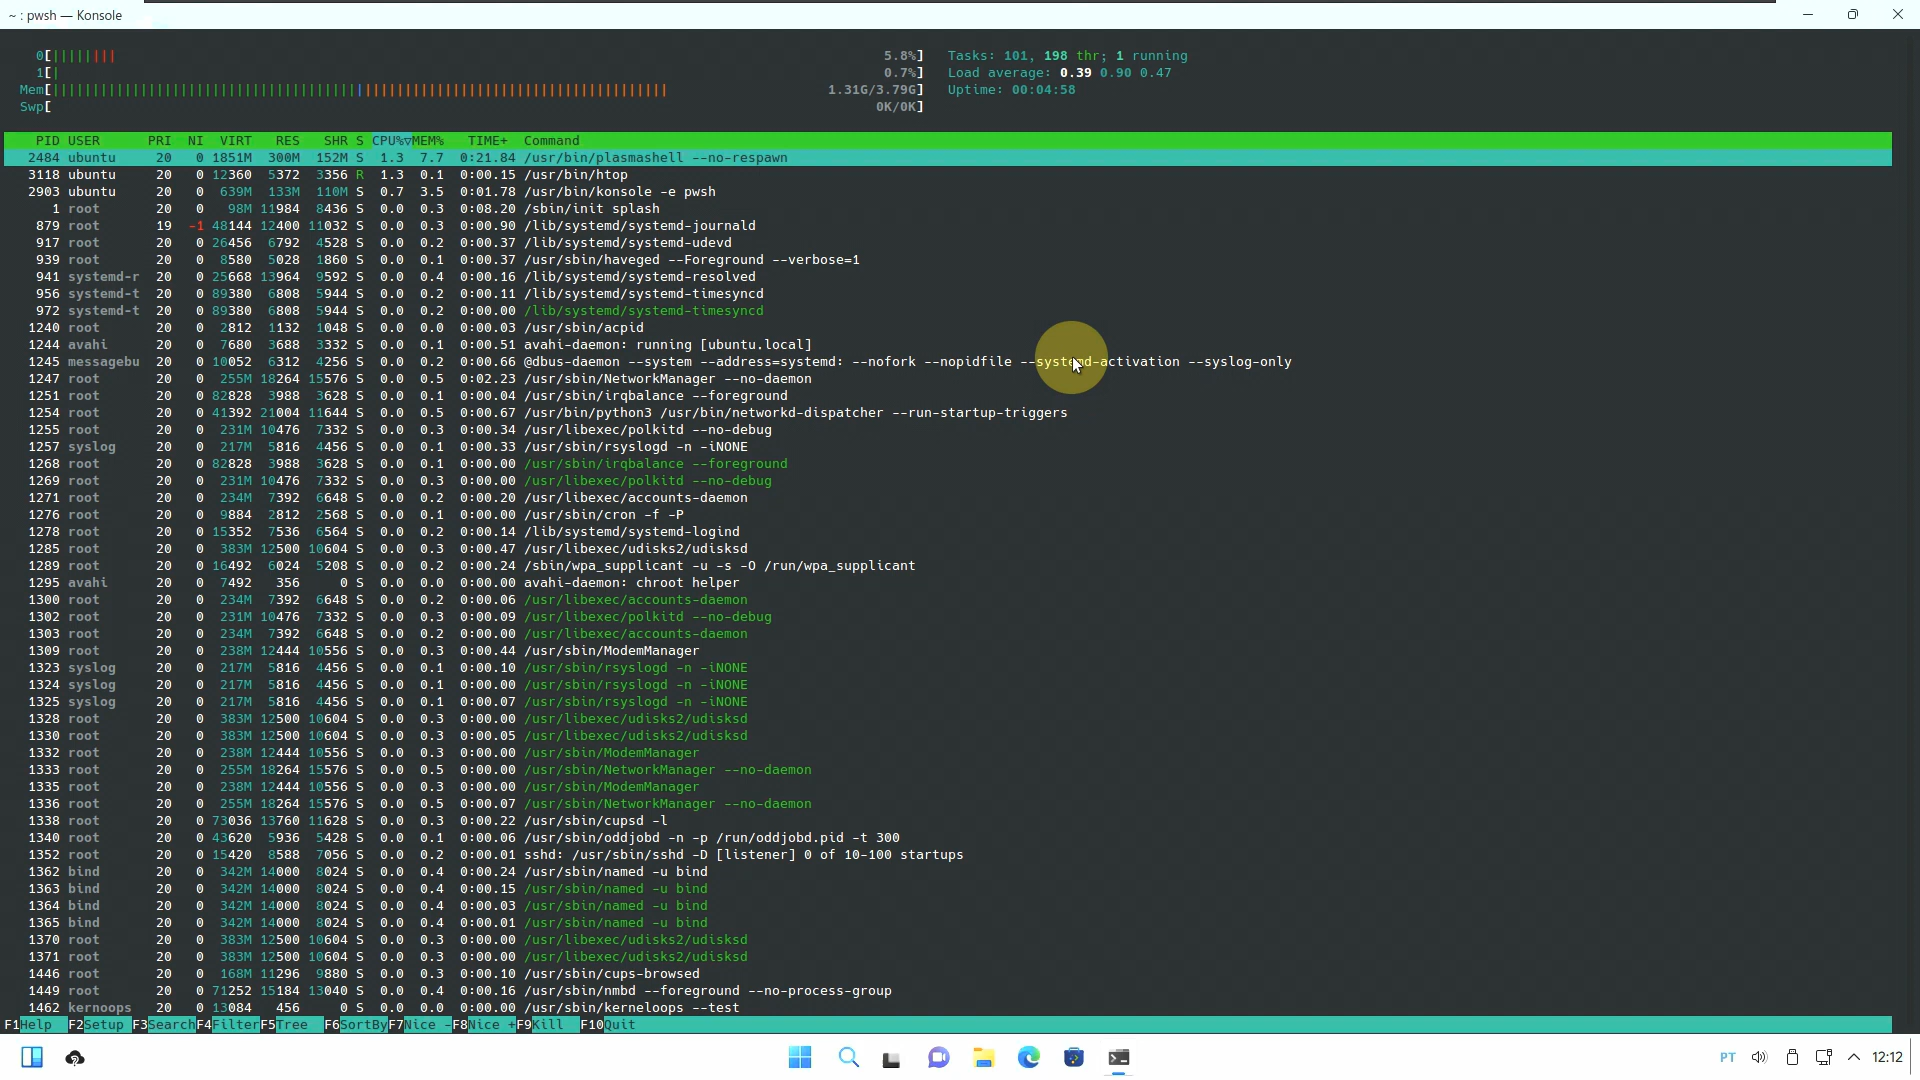 ~ : pwsh — Konsole
0[|||||||| 5.8%] Tasks: 101, 198 thr; 1 running
1[| 0.7%] Load average: 0.39 0.90 0.47
Mem[||||||||||||||||||||||||||||||||||||||||||||||||||||||||||||||||||||||||||||| 1.31G/3.79G] Uptime: 00:04:58
Swp[ 0K/0K]
PID USER PRI NI VIRT RES SHR S CPU%▽MEM% TIME+ Command
2484 ubuntu 20 0 1851M 300M 152M S 1.3 7.7 0:21.84 /usr/bin/plasmashell --no-respawn
3118 ubuntu 20 0 12360 5372 3356 R 1.3 0.1 0:00.15 /usr/bin/htop
2903 ubuntu 20 0 639M 133M 110M S 0.7 3.5 0:01.78 /usr/bin/konsole -e pwsh
1 root 20 0 98M 11984 8436 S 0.0 0.3 0:08.20 /sbin/init splash
879 root 19 -1 48144 12400 11032 S 0.0 0.3 0:00.90 /lib/systemd/systemd-journald
917 root 20 0 26456 6792 4528 S 0.0 0.2 0:00.37 /lib/systemd/systemd-udevd
939 root 20 0 8580 5028 1860 S 0.0 0.1 0:00.37 /usr/sbin/haveged --Foreground --verbose=1
941 systemd-r 20 0 25668 13964 9592 S 0.0 0.4 0:00.16 /lib/systemd/systemd-resolved
956 systemd-t 20 0 89380 6808 5944 S 0.0 0.2 0:00.11 /lib/systemd/systemd-timesyncd
972 systemd-t 20 0 89380 6808 5944 S 0.0 0.2 0:00.00 /lib/systemd/systemd-timesyncd
1240 root 20 0 2812 1132 1048 S 0.0 0.0 0:00.03 /usr/sbin/acpid
1244 avahi 20 0 7680 3688 3332 S 0.0 0.1 0:00.51 avahi-daemon: running [ubuntu.local]
1245 messagebu 20 0 10052 6312 4256 S 0.0 0.2 0:00.66 @dbus-daemon --system --address=systemd: --nofork --nopidfile --systemd-activation --syslog-only
1247 root 20 0 255M 18264 15576 S 0.0 0.5 0:02.23 /usr/sbin/NetworkManager --no-daemon
1251 root 20 0 82828 3988 3628 S 0.0 0.1 0:00.04 /usr/sbin/irqbalance --foreground
1254 root 20 0 41392 21004 11644 S 0.0 0.5 0:00.67 /usr/bin/python3 /usr/bin/networkd-dispatcher --run-startup-triggers
1255 root 20 0 231M 10476 7332 S 0.0 0.3 0:00.34 /usr/libexec/polkitd --no-debug
1257 syslog 20 0 217M 5816 4456 S 0.0 0.1 0:00.33 /usr/sbin/rsyslogd -n -iNONE
1268 root 20 0 82828 3988 3628 S 0.0 0.1 0:00.00 /usr/sbin/irqbalance --foreground
1269 root 20 0 231M 10476 7332 S 0.0 0.3 0:00.00 /usr/libexec/polkitd --no-debug
1271 root 20 0 234M 7392 6648 S 0.0 0.2 0:00.20 /usr/libexec/accounts-daemon
1276 root 20 0 9884 2812 2568 S 0.0 0.1 0:00.00 /usr/sbin/cron -f -P
1278 root 20 0 15352 7536 6564 S 0.0 0.2 0:00.14 /lib/systemd/systemd-logind
1285 root 20 0 383M 12500 10604 S 0.0 0.3 0:00.47 /usr/libexec/udisks2/udisksd
1289 root 20 0 16492 6024 5208 S 0.0 0.2 0:00.24 /sbin/wpa_supplicant -u -s -O /run/wpa_supplicant
1295 avahi 20 0 7492 356 0 S 0.0 0.0 0:00.00 avahi-daemon: chroot helper
1300 root 20 0 234M 7392 6648 S 0.0 0.2 0:00.06 /usr/libexec/accounts-daemon
1302 root 20 0 231M 10476 7332 S 0.0 0.3 0:00.09 /usr/libexec/polkitd --no-debug
1303 root 20 0 234M 7392 6648 S 0.0 0.2 0:00.00 /usr/libexec/accounts-daemon
1309 root 20 0 238M 12444 10556 S 0.0 0.3 0:00.44 /usr/sbin/ModemManager
1323 syslog 20 0 217M 5816 4456 S 0.0 0.1 0:00.10 /usr/sbin/rsyslogd -n -iNONE
1324 syslog 20 0 217M 5816 4456 S 0.0 0.1 0:00.00 /usr/sbin/rsyslogd -n -iNONE
1325 syslog 20 0 217M 5816 4456 S 0.0 0.1 0:00.07 /usr/sbin/rsyslogd -n -iNONE
1328 root 20 0 383M 12500 10604 S 0.0 0.3 0:00.00 /usr/libexec/udisks2/udisksd
1330 root 20 0 383M 12500 10604 S 0.0 0.3 0:00.05 /usr/libexec/udisks2/udisksd
1332 root 20 0 238M 12444 10556 S 0.0 0.3 0:00.00 /usr/sbin/ModemManager
1333 root 20 0 255M 18264 15576 S 0.0 0.5 0:00.00 /usr/sbin/NetworkManager --no-daemon
1335 root 20 0 238M 12444 10556 S 0.0 0.3 0:00.00 /usr/sbin/ModemManager
1336 root 20 0 255M 18264 15576 S 0.0 0.5 0:00.07 /usr/sbin/NetworkManager --no-daemon
1338 root 20 0 73036 13760 11628 S 0.0 0.3 0:00.22 /usr/sbin/cupsd -l
1340 root 20 0 43620 5936 5428 S 0.0 0.1 0:00.06 /usr/sbin/oddjobd -n -p /run/oddjobd.pid -t 300
1352 root 20 0 15420 8588 7056 S 0.0 0.2 0:00.01 sshd: /usr/sbin/sshd -D [listener] 0 of 10-100 startups
1362 bind 20 0 342M 14000 8024 S 0.0 0.4 0:00.24 /usr/sbin/named -u bind
1363 bind 20 0 342M 14000 8024 S 0.0 0.4 0:00.15 /usr/sbin/named -u bind
1364 bind 20 0 342M 14000 8024 S 0.0 0.4 0:00.03 /usr/sbin/named -u bind
1365 bind 20 0 342M 14000 8024 S 0.0 0.4 0:00.01 /usr/sbin/named -u bind
1370 root 20 0 383M 12500 10604 S 0.0 0.3 0:00.00 /usr/libexec/udisks2/udisksd
1371 root 20 0 383M 12500 10604 S 0.0 0.3 0:00.00 /usr/libexec/udisks2/udisksd
1446 root 20 0 168M 11296 9880 S 0.0 0.3 0:00.10 /usr/sbin/cups-browsed
1449 root 20 0 71252 15184 13040 S 0.0 0.4 0:00.16 /usr/sbin/nmbd --foreground --no-process-group
1462 kernoops 20 0 13084 456 0 S 0.0 0.0 0:00.00 /usr/sbin/kerneloops --test
F1Help F2Setup F3SearchF4FilterF5Tree F6SortByF7Nice -F8Nice +F9Kill F10Quit
PT 12:12